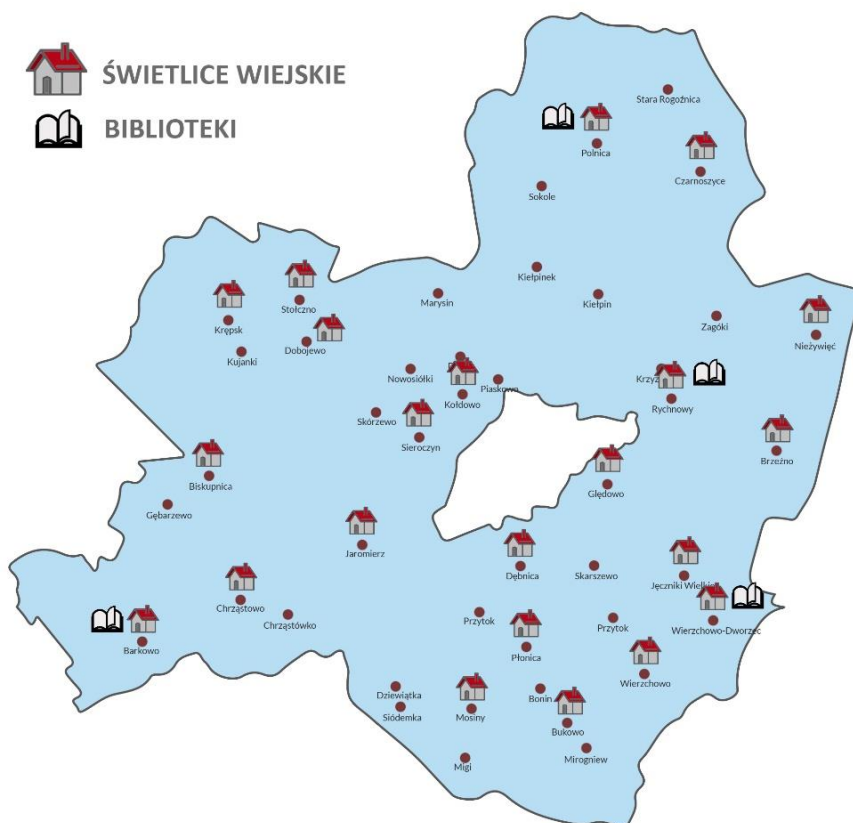 ŚWIETLICE WIEJSKIE
BIBLIOTEKI
Stara Rogoźnica
Polnica
Czarnoszyce
Sokole
Kiełpinek
Kiełpin
Marysin
Stołczno
Krępsk
Dobojewo
Kujanki
Zagóki
Nieżywięć
Nowosiółki
Piaskowo
Kołdowo
Rychnowy
Skórzewo
Sieroczyn
Brzeźno
Biskupnica
Ględowo
Gębarzewo
Jaromierz
Dębnica
Skarszewo
Jęczniki Wielkie
Chrząstowo
Chrząstówko
Przytok
Przytok
Wierzchowo-Dworzec
Barkowo
Płonica
Wierzchowo
Dziewiątka
Bonin
Siódemka
Mosiny
Bukowo
Mirogniew
Migi